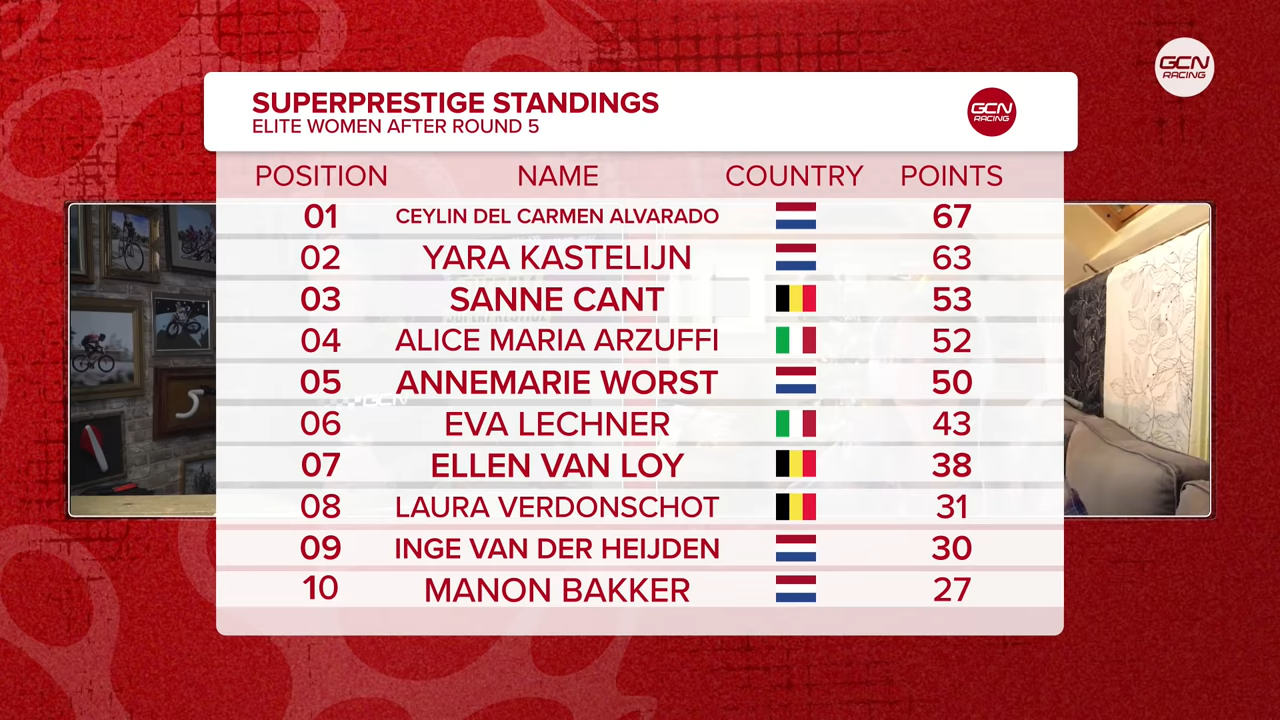 GCN
RACING
SUPERPRESTIGE STANDINGS
ELITE WOMEN AFTER ROUND 5
GCN
RACING
POSITION NAME COUNTRY POINTS
01 CEYLIN DEL CARMEN ALVARADO 67
02 YARA KASTELIJN 63
03 SANNE CANT 53
04 ALICE MARIA ARZUFFI 52
05 ANNEMARIE WORST 50
06 EVA LECHNER 43
07 ELLEN VAN LOY 38
08 LAURA VERDONSCHOT 31
09 INGE VAN DER HEIJDEN 30
10 MANON BAKKER 27